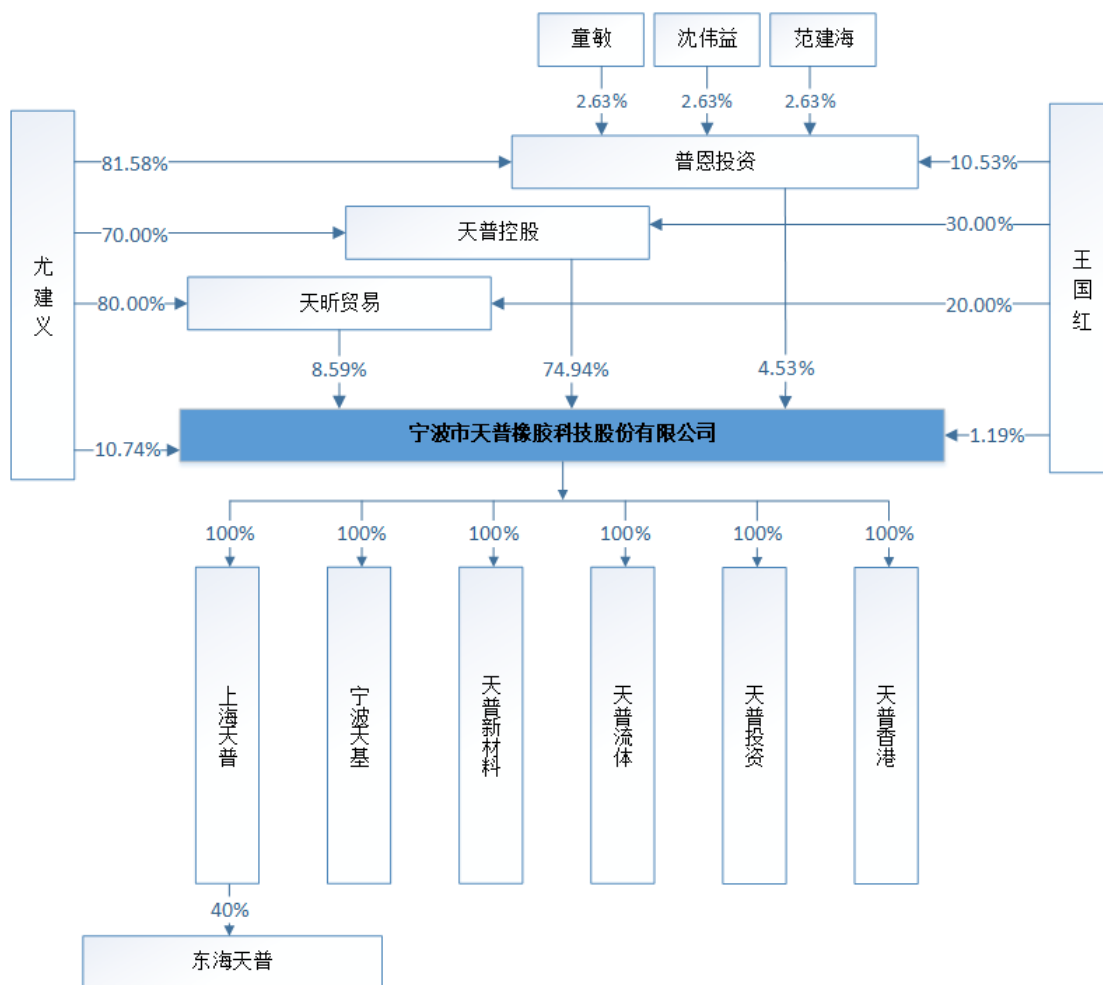 童敏
沈伟益
范建海
2.63%
2.63%
2.63%
尤建义
81.58%
普恩投资
10.53%
王国红
70.00%
天普控股
30.00%
80.00%
天昕贸易
20.00%
8.59%
74.94%
4.53%
10.74%
宁波市天普橡胶科技股份有限公司
1.19%
100%
100%
100%
100%
100%
100%
上海天普
宁波天基
天普新材料
天普流体
天普投资
天普香港
40%
东海天普